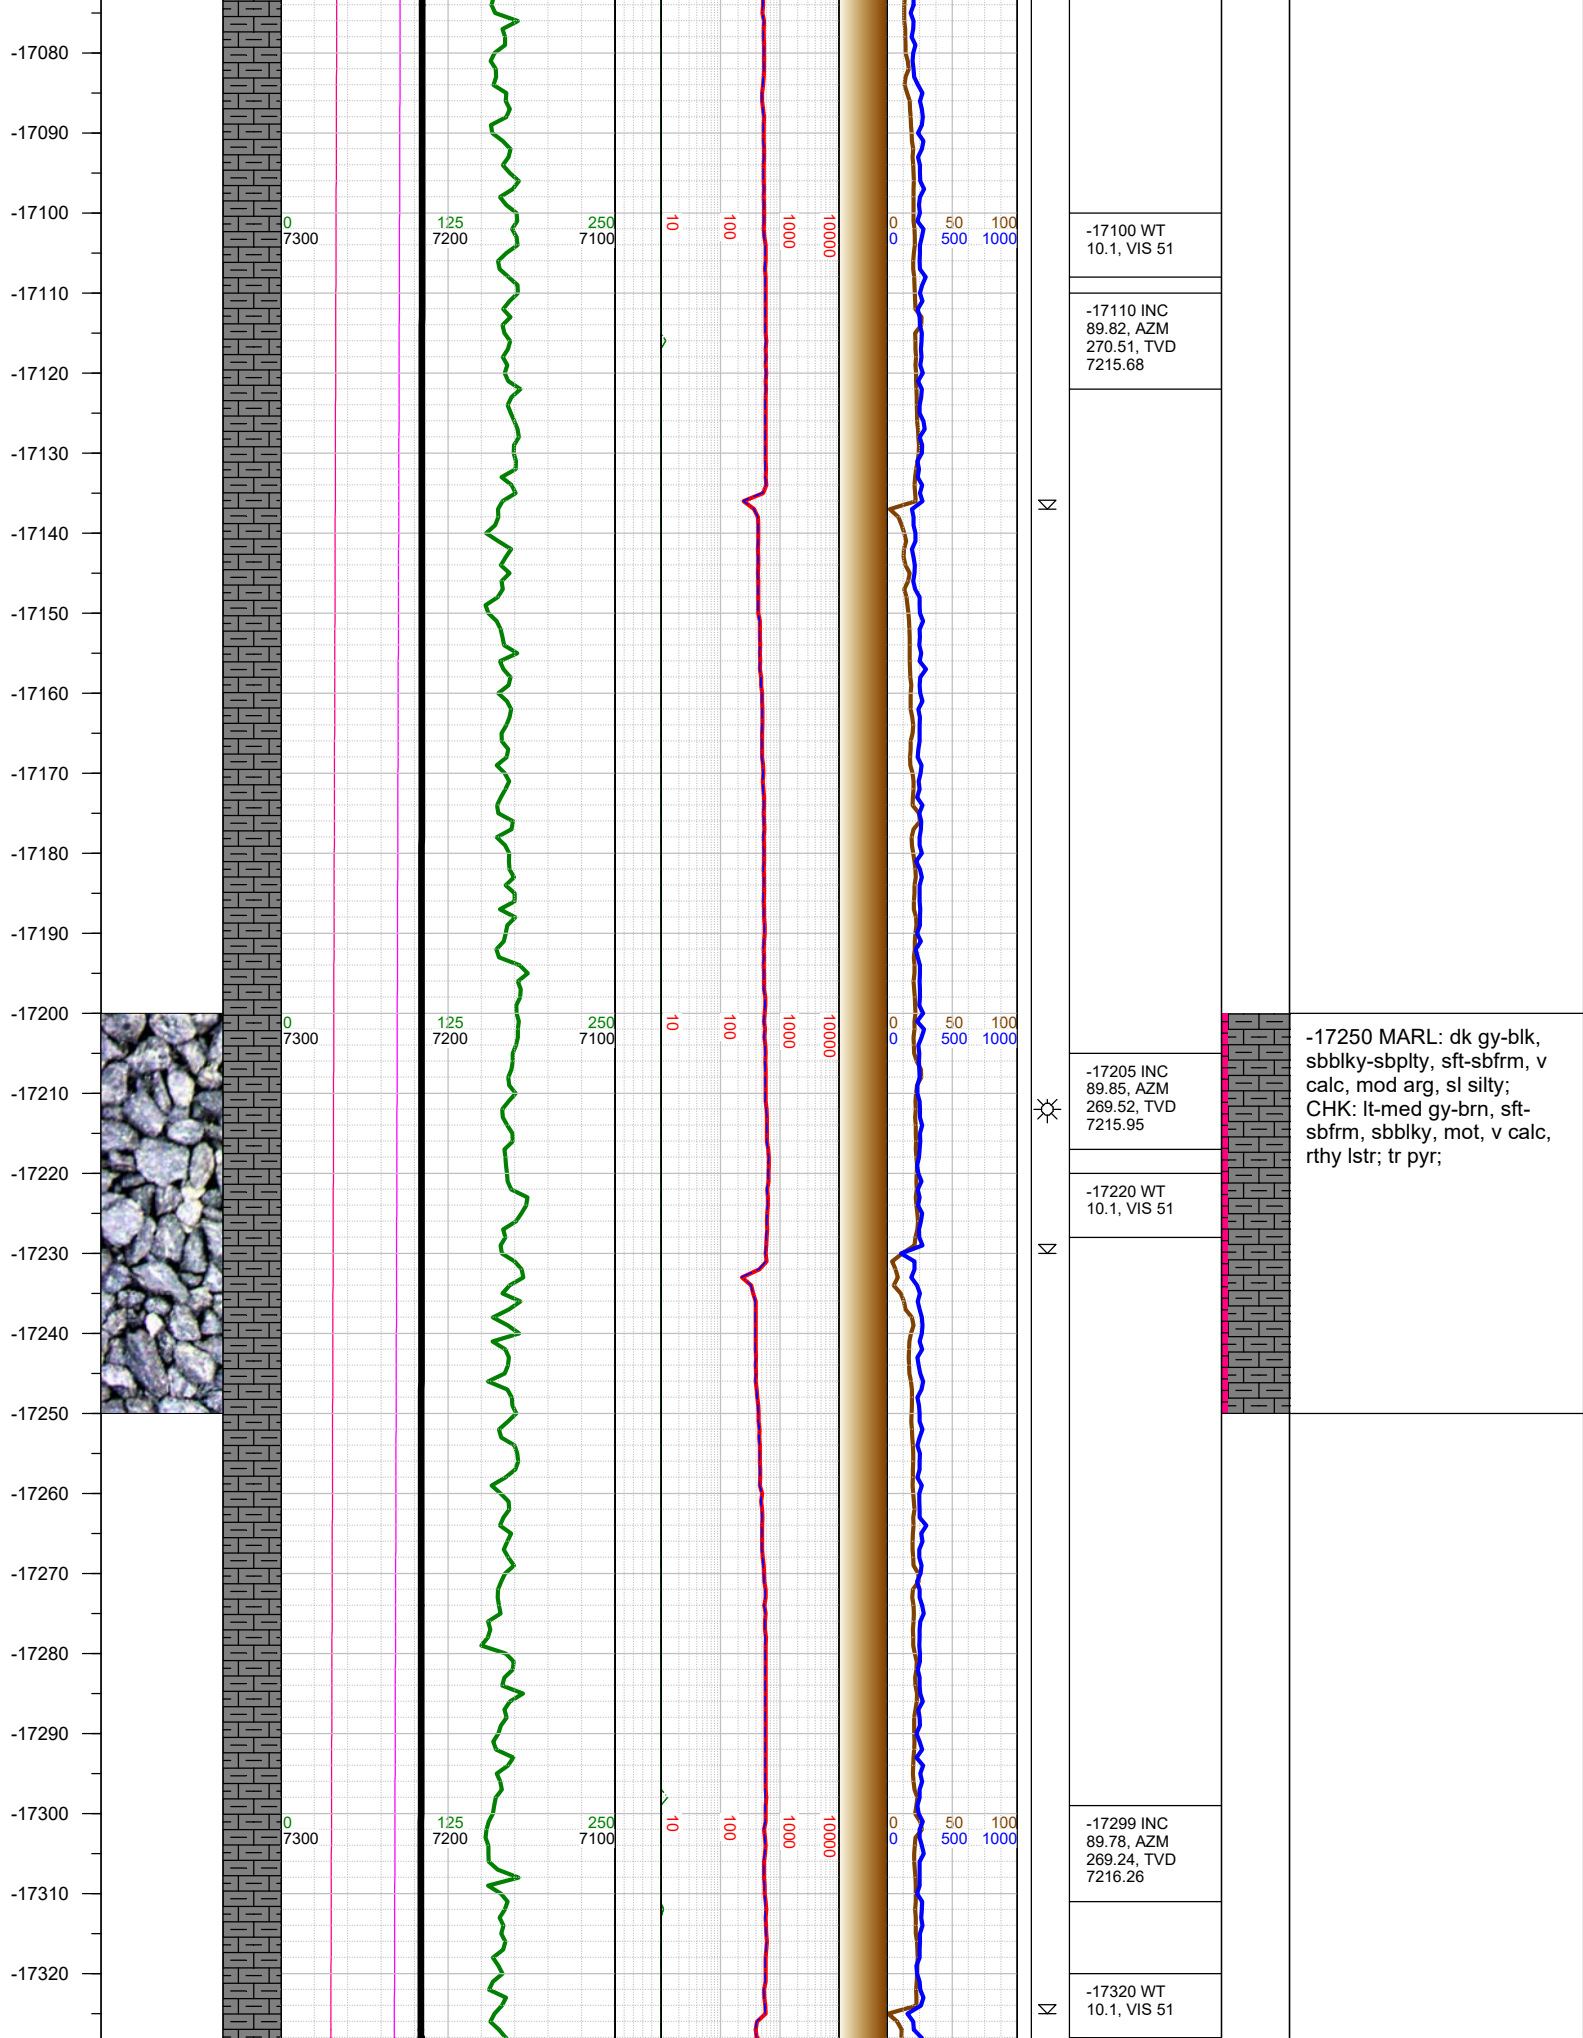 -17080
-17090
-17100
0 125 250
7300 7200 7100
10 100 1000 10000
0 50 100
0 500 1000
-17100 WT
10.1, VIS 51
-17110
-17110 INC
89.82, AZM
270.51, TVD
7215.68
-17120
-17130
-17140
-17150
-17160
-17170
-17180
-17190
-17200
0 125 250
7300 7200 7100
10 100 1000 10000
0 50 100
0 500 1000
-17250 MARL: dk gy-blk,
sbblky-sbplty, sft-sbfrm, v
calc, mod arg, sl silty;
CHK: lt-med gy-brn, sft-
sbfrm, sbblky, mot, v calc,
rthy lstr; tr pyr;
-17205 INC
89.85, AZM
269.52, TVD
7215.95
-17210
-17220
-17220 WT
10.1, VIS 51
-17230
-17240
-17250
-17260
-17270
-17280
-17290
-17300
0 125 250
7300 7200 7100
10 100 1000 10000
0 50 100
0 500 1000
-17299 INC
89.78, AZM
269.24, TVD
7216.26
-17310
-17320
-17320 WT
10.1, VIS 51